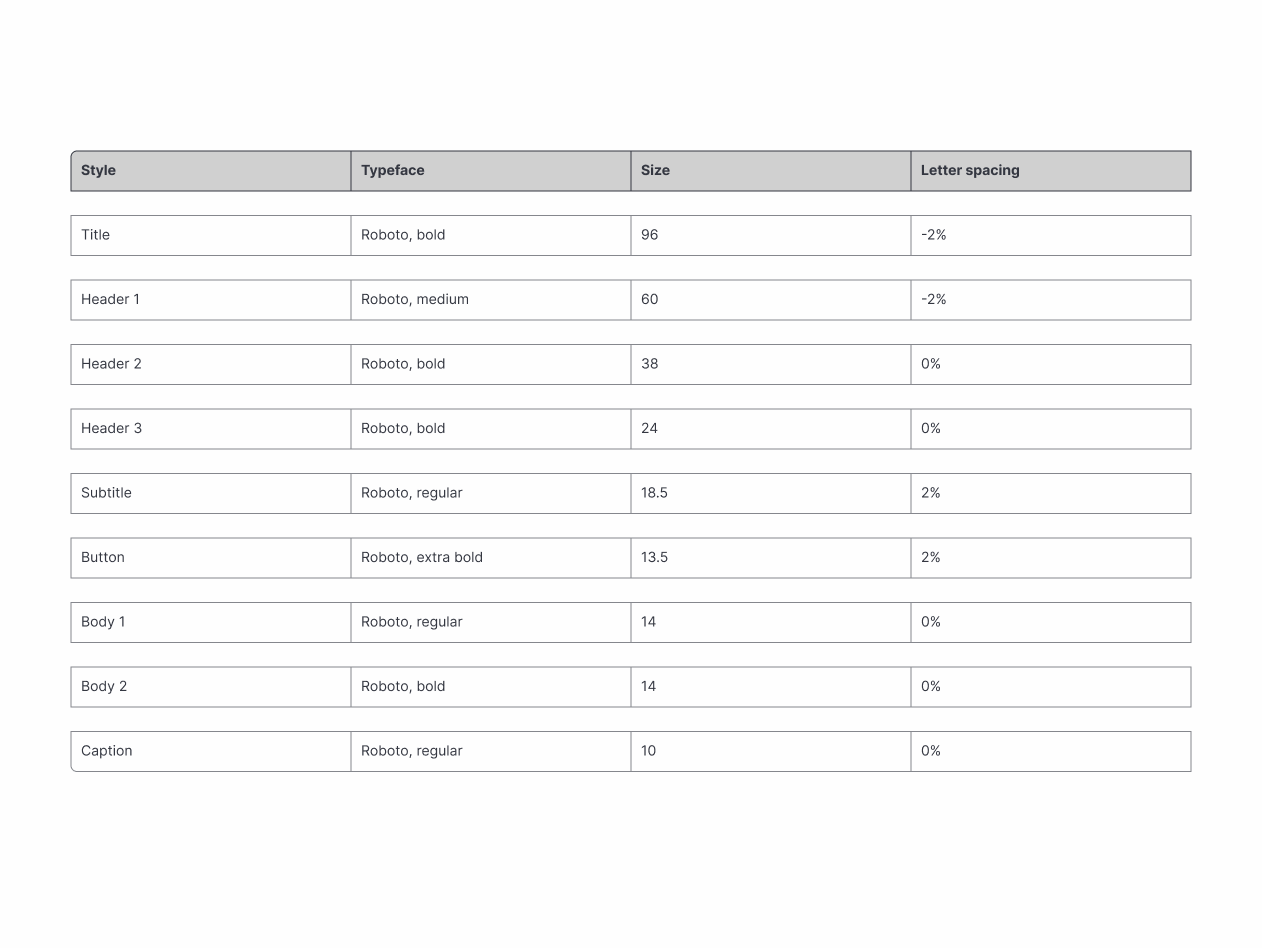 Style Typeface Size Letter spacing
Title Roboto, bold 96 -2%
Header 1 Roboto, medium 60 -2%
Header 2 Roboto, bold 38 0%
Header 3 Roboto, bold 24 0%
Subtitle Roboto, regular 18.5 2%
Button Roboto, extra bold 13.5 2%
Body 1 Roboto, regular 14 0%
Body 2 Roboto, bold 14 0%
Caption Roboto, regular 10 0%